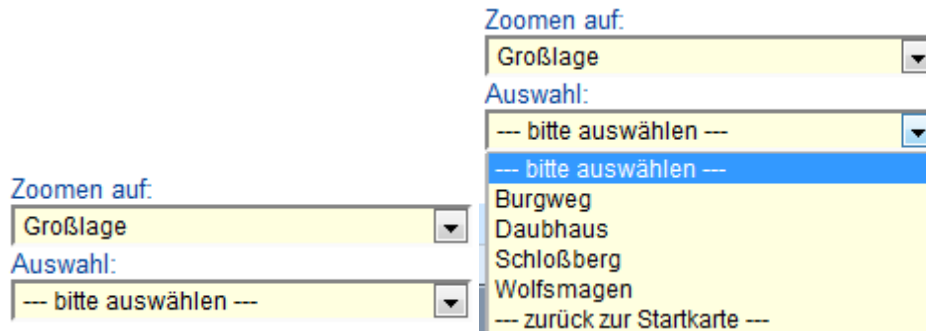 Zoomen auf:
Großlage
Auswahl:
--- bitte auswählen ---
Zoomen auf:
Großlage
Auswahl:
--- bitte auswählen ---
--- bitte auswählen ---
Burgweg
Daubhaus
Schloßberg
Wolfsmagen
--- zurück zur Startkarte ---